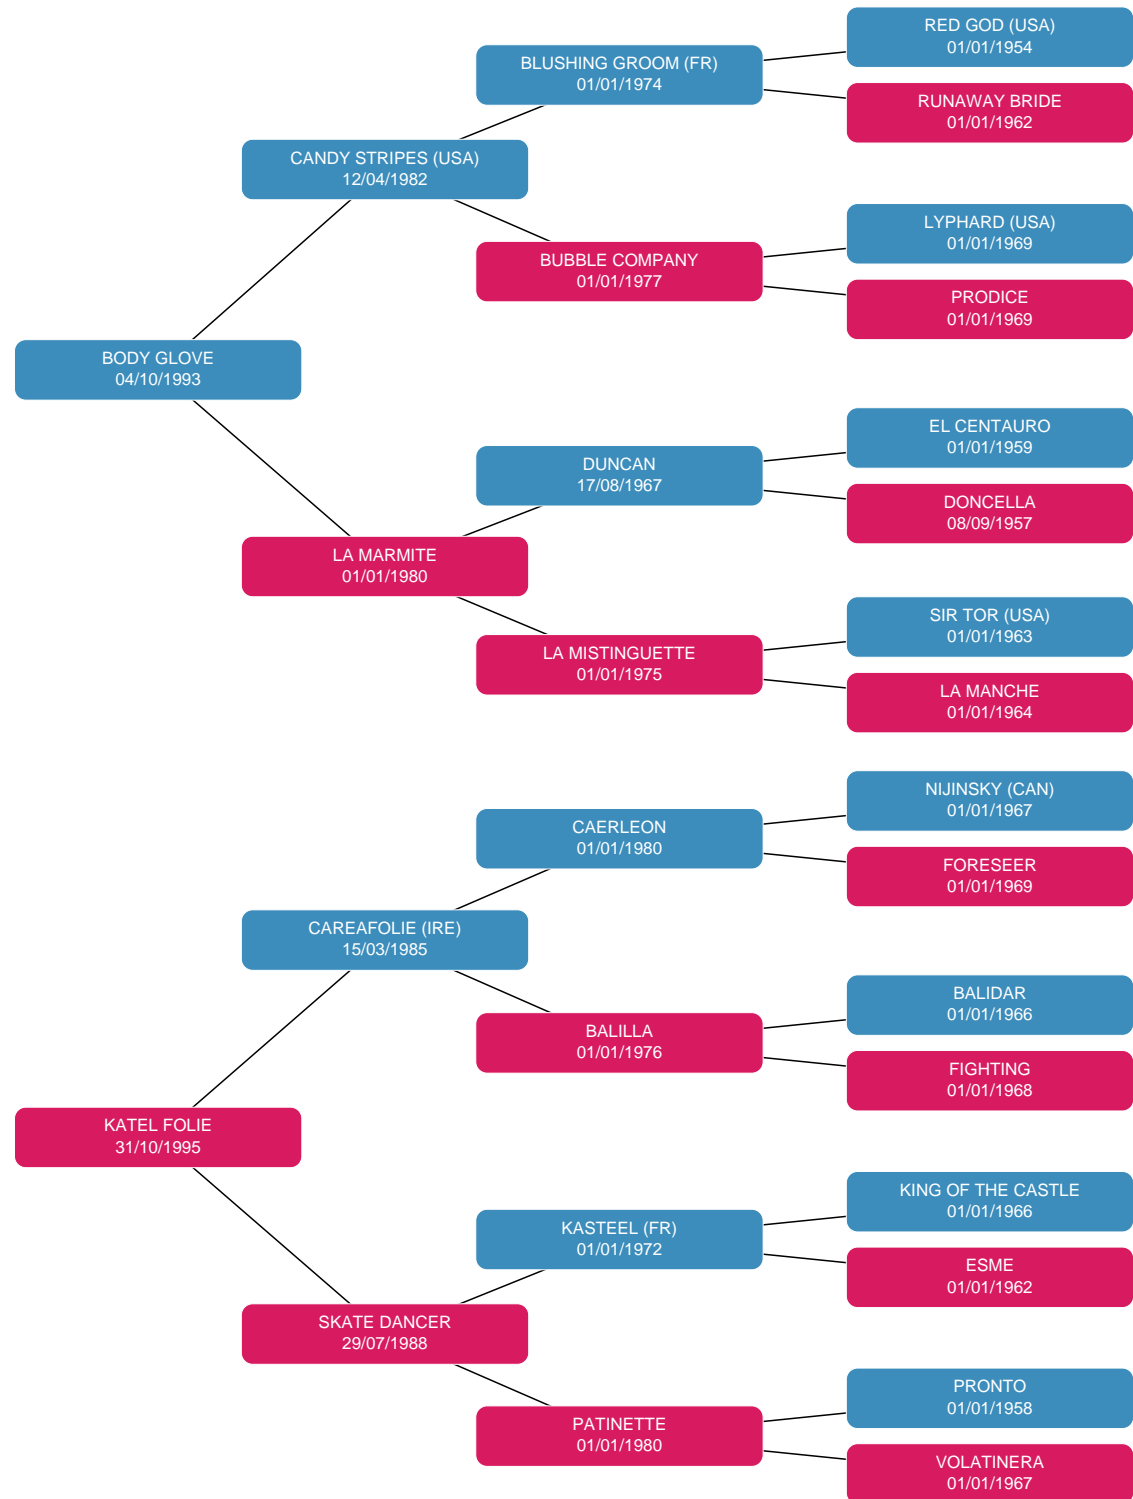 RED GOD (USA)
01/01/1954
BLUSHING GROOM (FR)
01/01/1974
RUNAWAY BRIDE
01/01/1962
CANDY STRIPES (USA)
12/04/1982
LYPHARD (USA)
01/01/1969
BUBBLE COMPANY
01/01/1977
PRODICE
01/01/1969
BODY GLOVE
04/10/1993
EL CENTAURO
01/01/1959
DUNCAN
17/08/1967
DONCELLA
08/09/1957
LA MARMITE
01/01/1980
SIR TOR (USA)
01/01/1963
LA MISTINGUETTE
01/01/1975
LA MANCHE
01/01/1964
NIJINSKY (CAN)
01/01/1967
CAERLEON
01/01/1980
FORESEER
01/01/1969
CAREAFOLIE (IRE)
15/03/1985
BALIDAR
01/01/1966
BALILLA
01/01/1976
FIGHTING
01/01/1968
KATEL FOLIE
31/10/1995
KING OF THE CASTLE
01/01/1966
KASTEEL (FR)
01/01/1972
ESME
01/01/1962
SKATE DANCER
29/07/1988
PRONTO
01/01/1958
PATINETTE
01/01/1980
VOLATINERA
01/01/1967